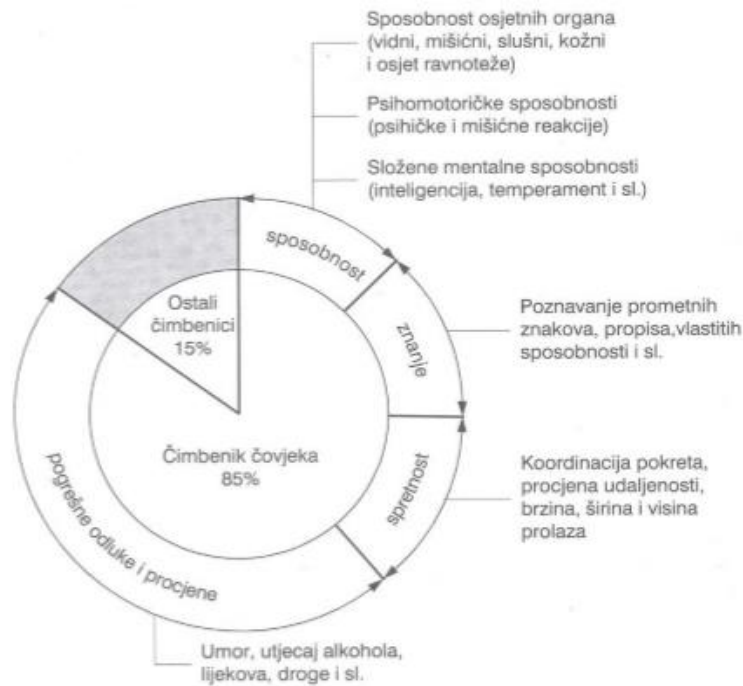 Sposobnost osjetnih organa
(vidni, mišićni, slušni, kožni
i osjet ravnoteže)
Psihomotoričke sposobnosti
(psihičke i mišićne reakcije)
Složene mentalne sposobnosti
(inteligencija, temperament i sl.)
sposobnost
Ostali
čimbenici
15%
znanje
Poznavanje prometnih
znakova, propisa,vlastitih
sposobnosti i sl.
Čimbenik čovjeka
85%
spretnost
Koordinacija pokreta,
procjena udaljenosti,
brzina, širina i visina
prolaza
pogrešne odluke i procjene
Umor, utjecaj alkohola,
lijekova, droge i sl.